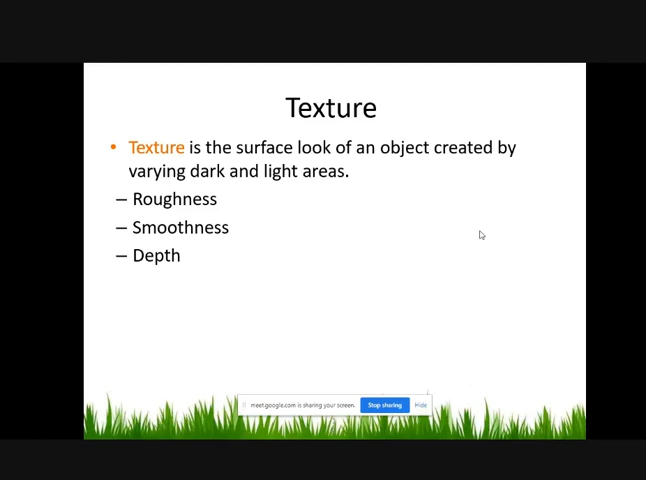 Texture
• Texture is the surface look of an object created by
varying dark and light areas.
– Roughness
– Smoothness
– Depth
meet.google.com is sharing your screen. Stop sharing Hide